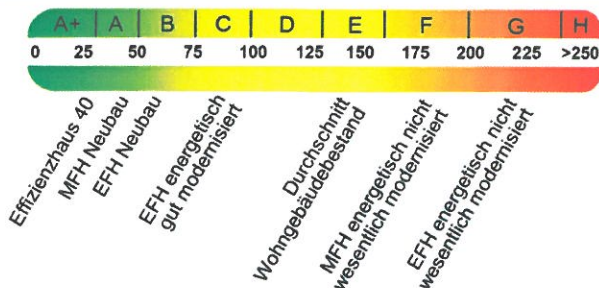 A+ A B C D E F G H
0 25 50 75 100 125 150 175 200 225 >250
Effizienzhaus 40
MFH Neubau
EFH Neubau
EFH energetisch
gut modernisiert
Durchschnitt
Wohngebäudebestand
MFH energetisch nicht
wesentlich modernisiert
EFH energetisch nicht
wesentlich modernisiert